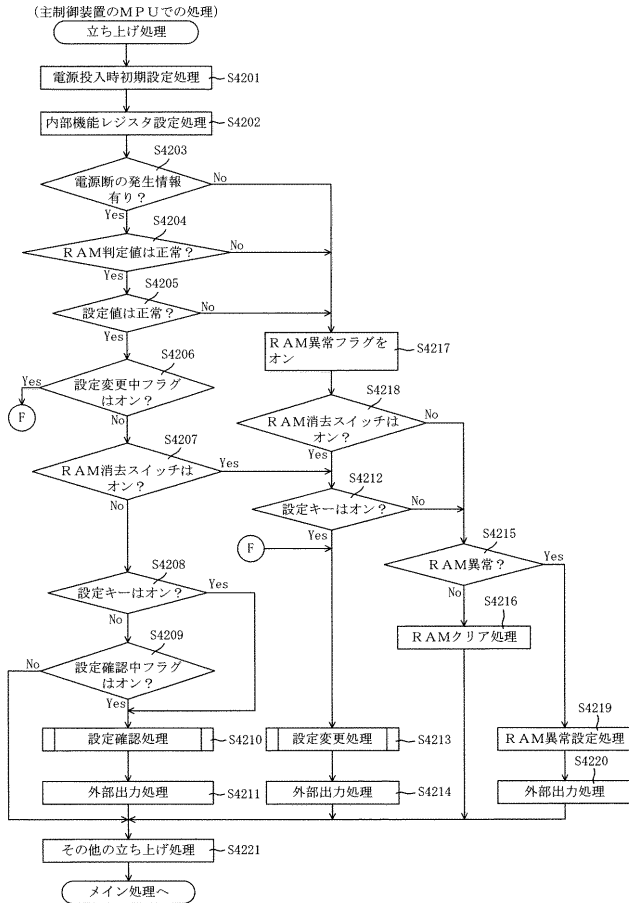 (主制御装置のMPUでの処理)
立ち上げ処理
電源投入時初期設定処理
S4201
内部機能レジスタ設定処理
S4202
S4203
電源断の発生情報
有り?
No
Yes
S4204
RAM判定値は正常?
No
Yes
S4205
設定値は正常?
No
Yes
RAM異常フラグを
オン
S4217
S4206
設定変更中フラグ
はオン?
Yes
F
No
S4218
RAM消去スイッチは
オン?
No
Yes
S4207
RAM消去スイッチは
オン?
Yes
No
S4212
設定キーはオン?
No
Yes
F
S4215
RAM異常?
Yes
No
S4208
設定キーはオン?
Yes
No
S4216
RAMクリア処理
S4209
設定確認中フラグ
はオン?
No
Yes
設定確認処理
S4210
設定変更処理
S4213
S4219
RAM異常設定処理
外部出力処理
S4211
外部出力処理
S4214
S4220
外部出力処理
その他の立ち上げ処理
S4221
メイン処理へ